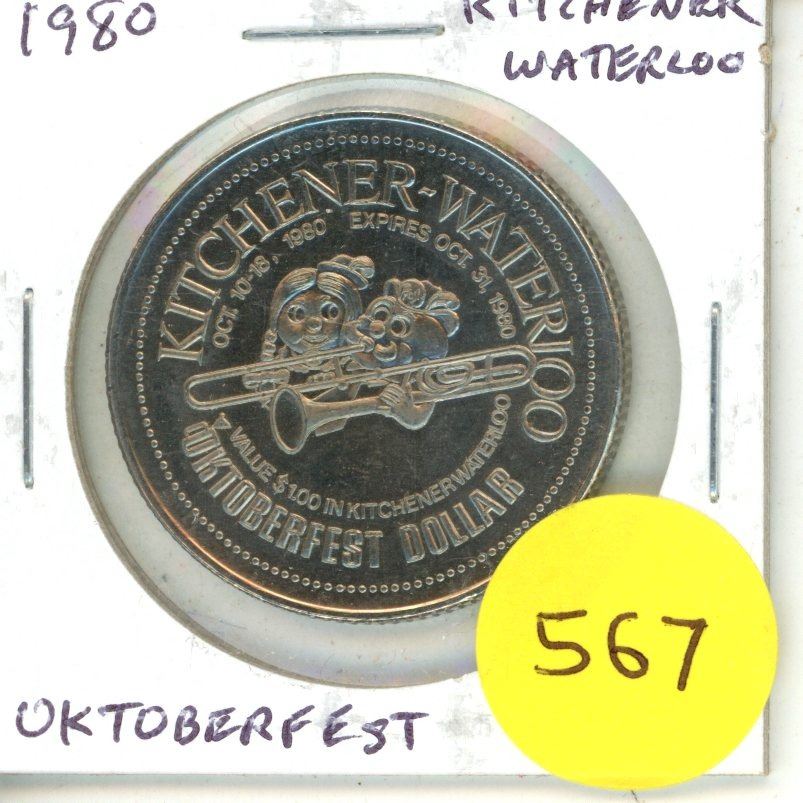 1980
KITCHENER
WATERLOO
KITCHENER-WATERLOO
OCT. 10-18, 1980 EXPIRES OCT. 31, 1980
VALUE $1.00 IN KITCHENER WATERLOO
OKTOBERFEST DOLLAR
567
OKTOBERFEST